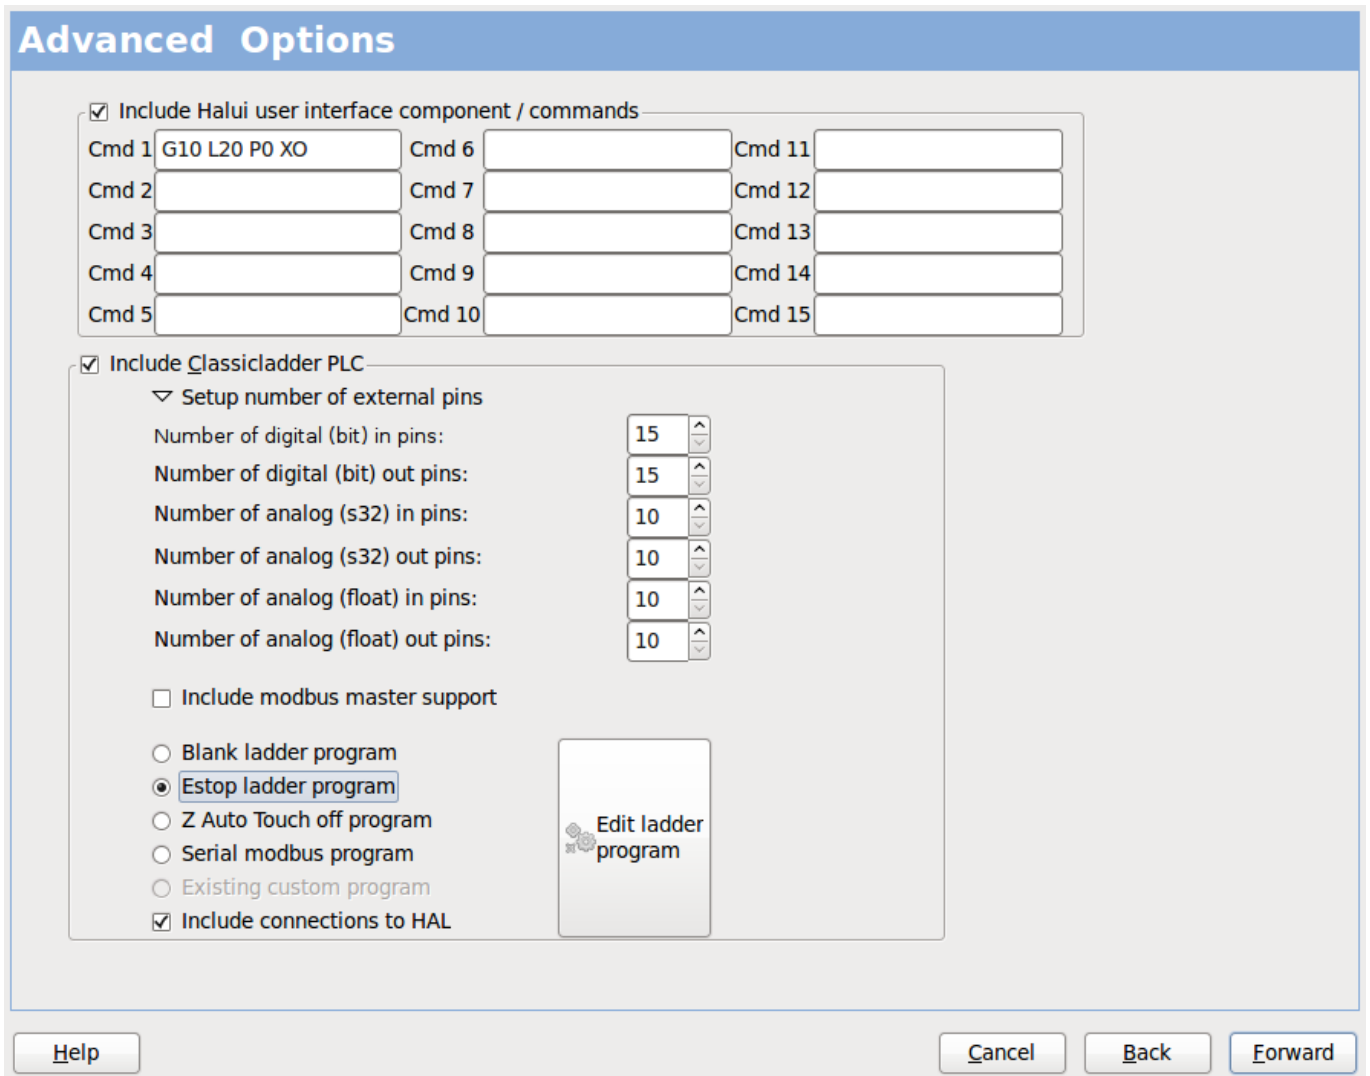 Advanced Options
Include Halui user interface component / commands
Cmd 1 G10 L20 P0 XO Cmd 6 Cmd 11
Cmd 2 Cmd 7 Cmd 12
Cmd 3 Cmd 8 Cmd 13
Cmd 4 Cmd 9 Cmd 14
Cmd 5 Cmd 10 Cmd 15
Include Classicladder PLC
Setup number of external pins
Number of digital (bit) in pins: 15
Number of digital (bit) out pins: 15
Number of analog (s32) in pins: 10
Number of analog (s32) out pins: 10
Number of analog (float) in pins: 10
Number of analog (float) out pins: 10
Include modbus master support
Blank ladder program
Estop ladder program
Z Auto Touch off program
Serial modbus program
Existing custom program
Include connections to HAL
Edit ladder
program
Help Cancel Back Forward